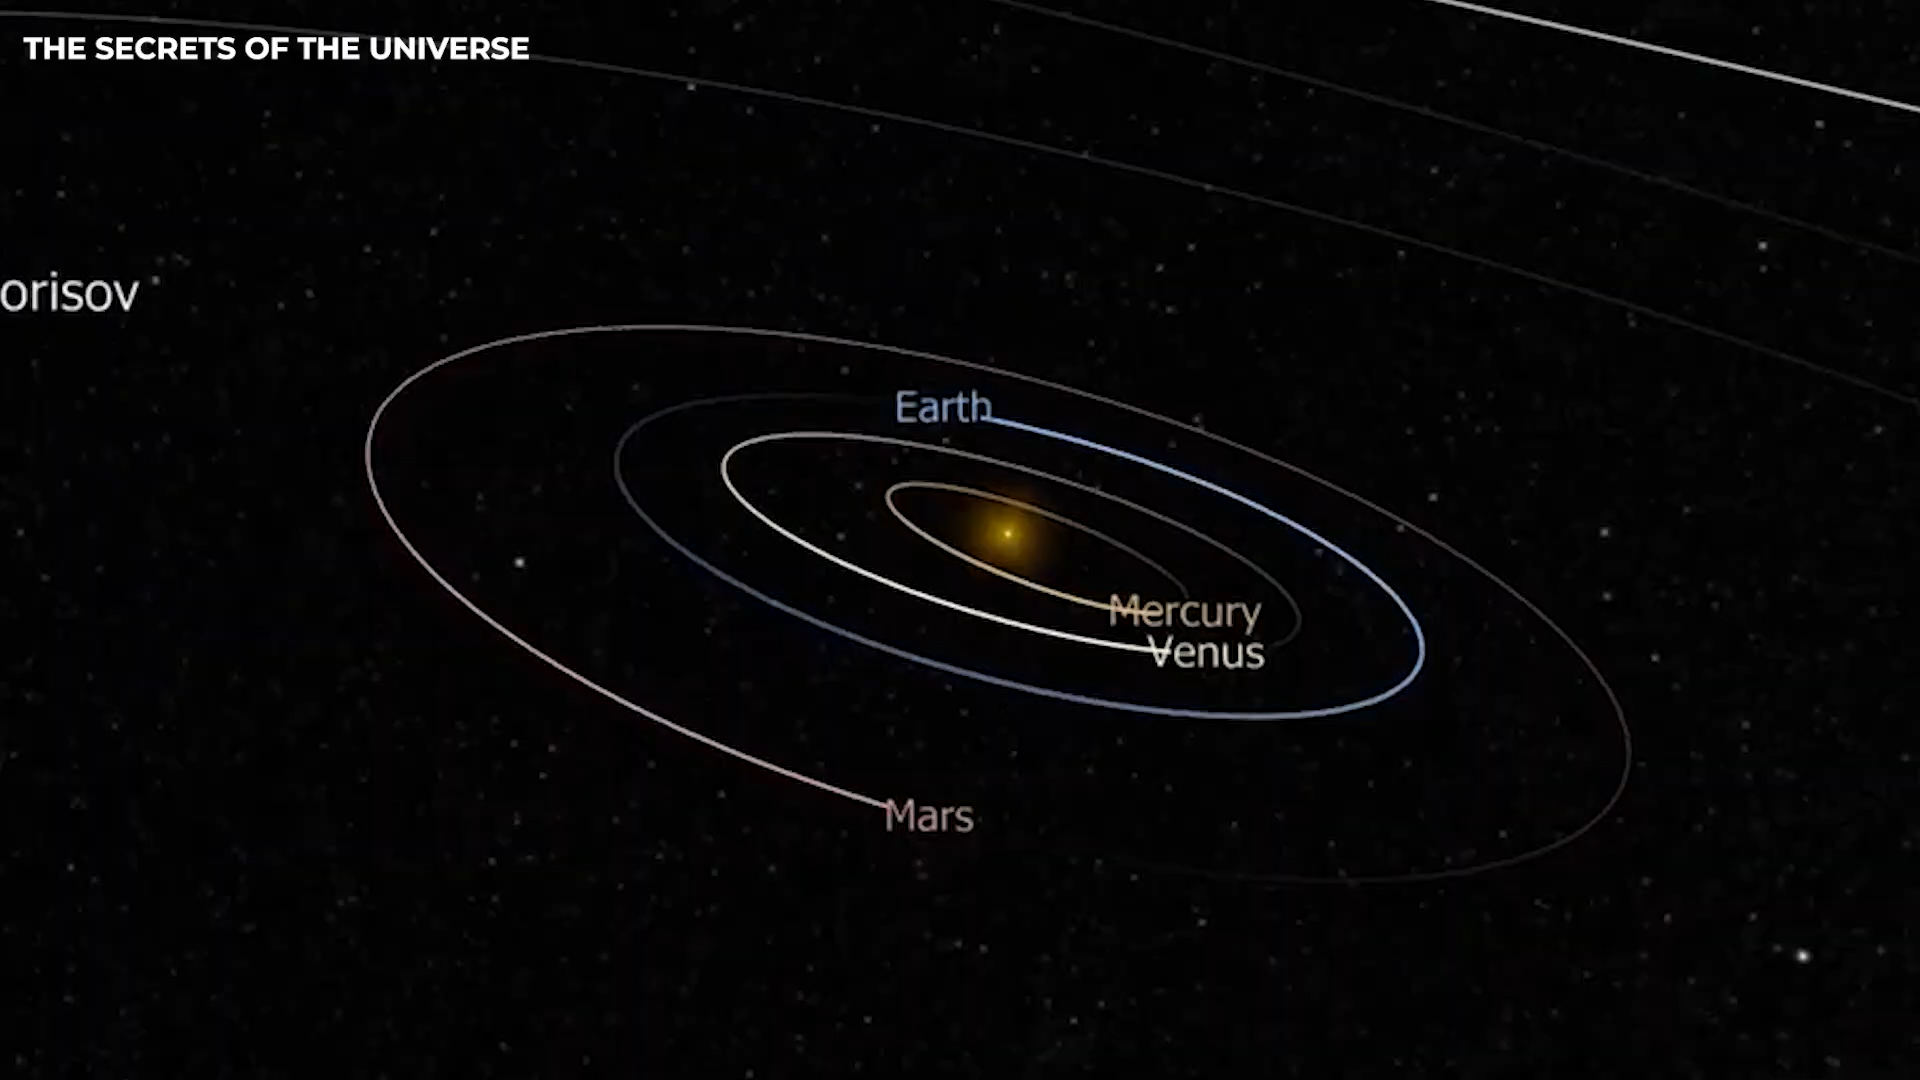 THE SECRETS OF THE UNIVERSE
orisov
Earth
Mercury
Venus
Mars